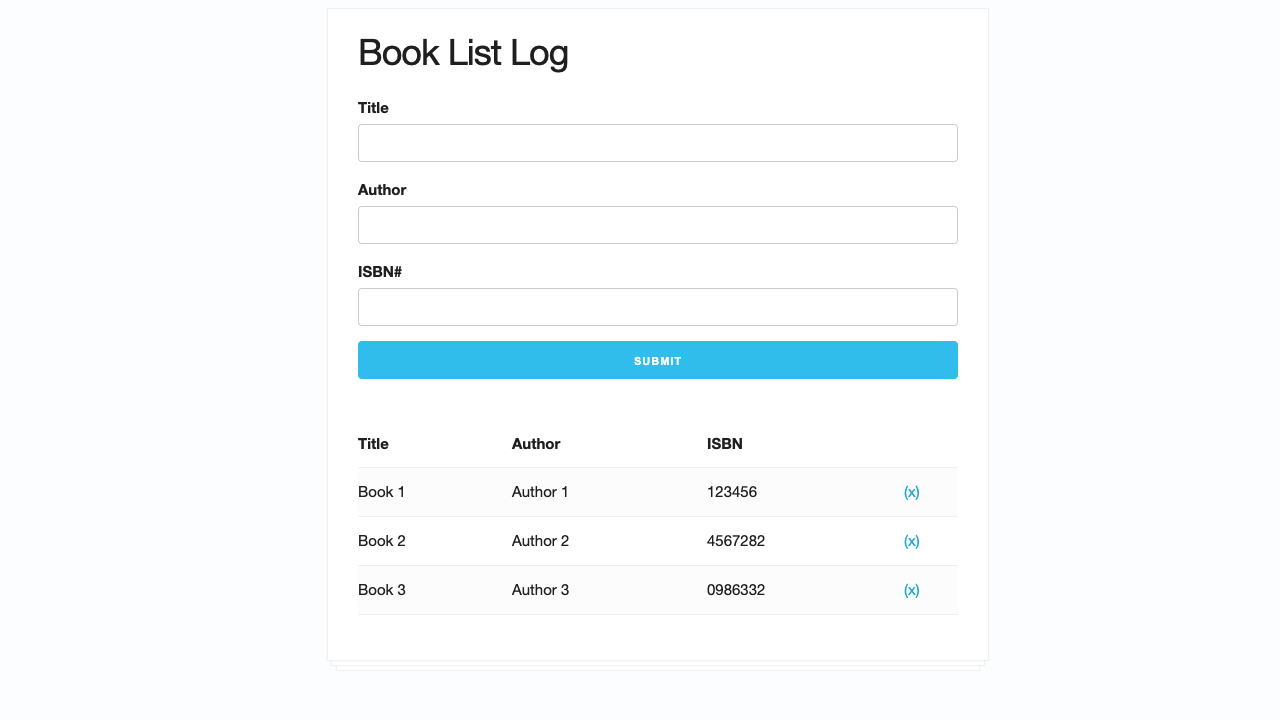 Book List Log
Title
Author
ISBN#
SUBMIT
Title Author ISBN
Book 1 Author 1 123456 (x)
Book 2 Author 2 4567282 (x)
Book 3 Author 3 0986332 (x)